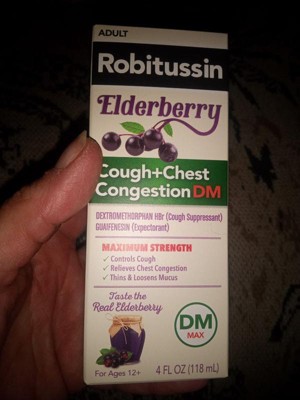 ADULT
Robitussin
Elderberry
Cough+Chest
Congestion DM
DEXTROMETHORPHAN HBr (Cough Suppressant)
GUAIFENESIN (Expectorant)
MAXIMUM STRENGTH
✓ Controls Cough
✓ Relieves Chest Congestion
✓ Thins & Loosens Mucus
Taste the
Real Elderberry
DM
MAX
For Ages 12+
4 FL OZ (118 mL)